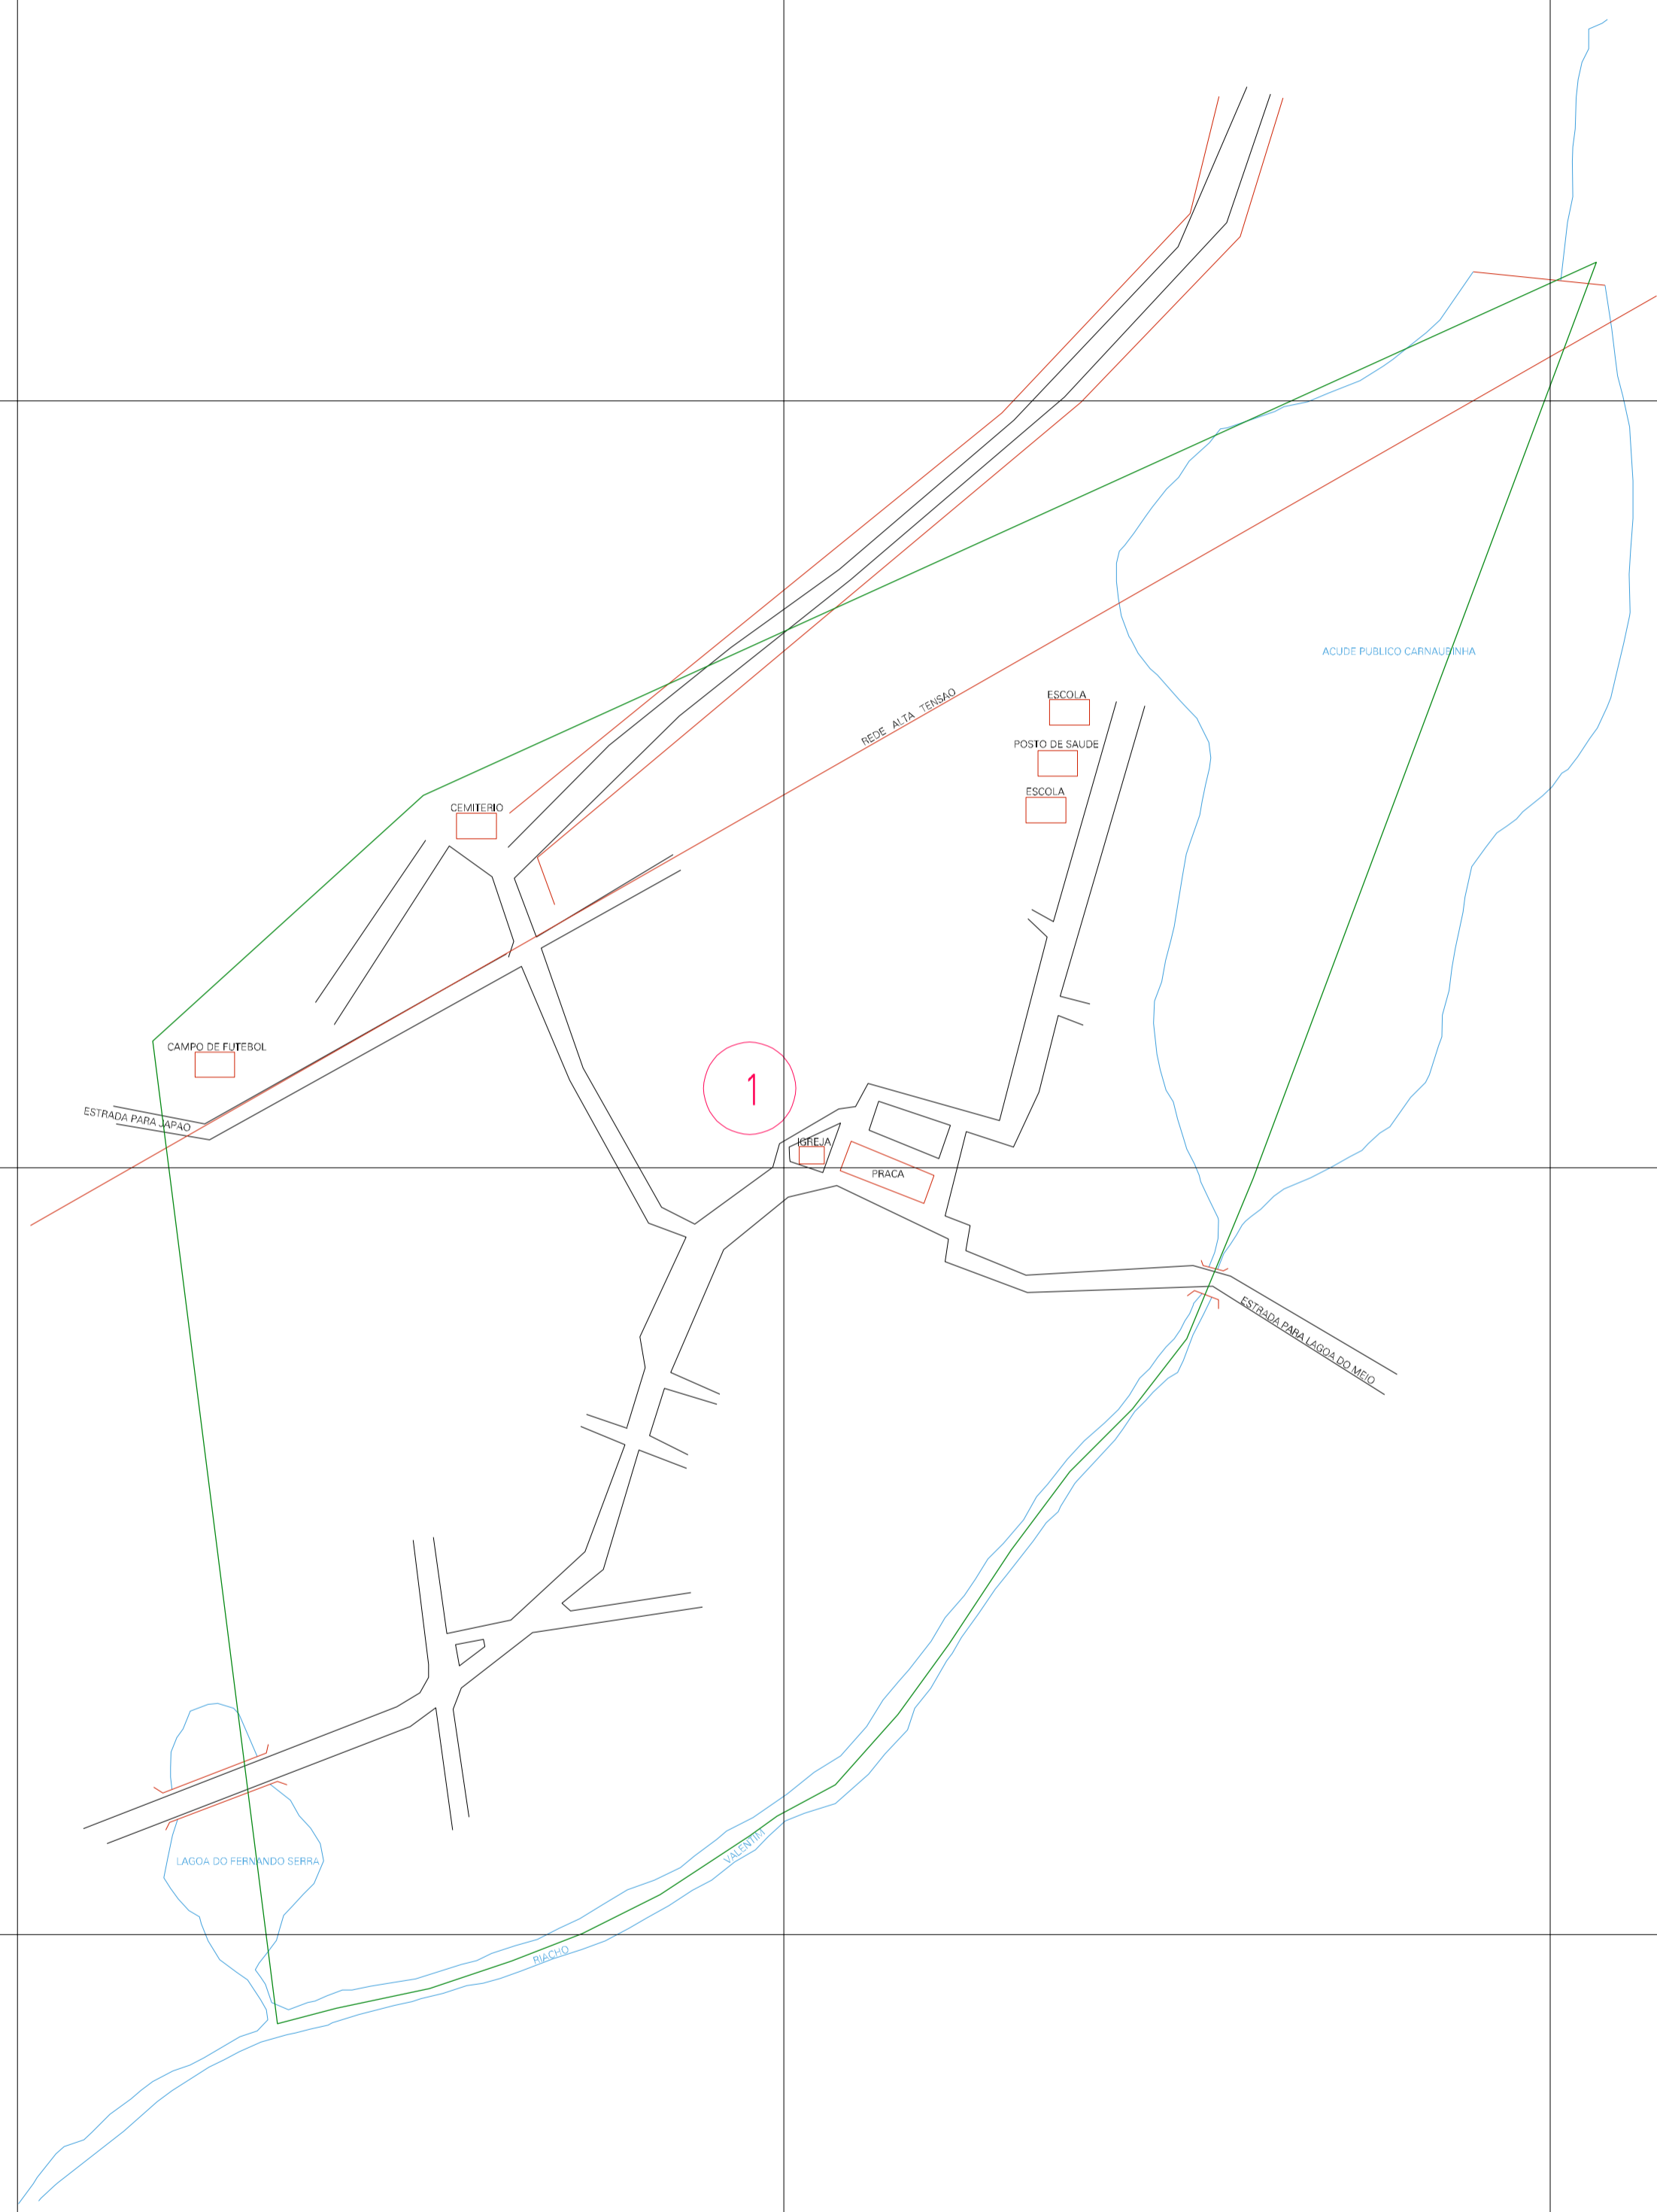 ACUDE PUBLICO CARNAUBINHA
ESCOLA
REDE ALTA TENSAO
POSTO DE SAUDE
ESCOLA
CEMITERIO
CAMPO DE FUTEBOL
1
ESTRADA PARA JAPAO
IGREJA
PRACA
ESTRADA PARA LAGOA DO MEIO
VALENTIM
LAGOA DO FERNANDO SERRA
RIACHO